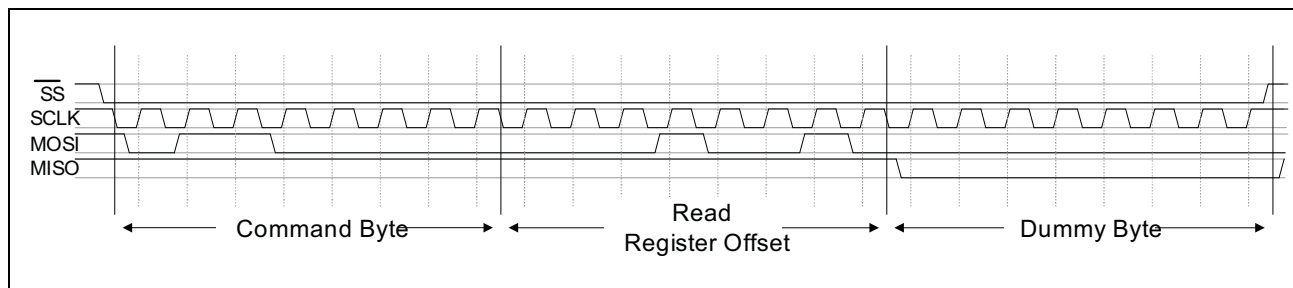 SS
SCLK
MOSI
MISO
Command Byte
Read
Register Offset
Dummy Byte